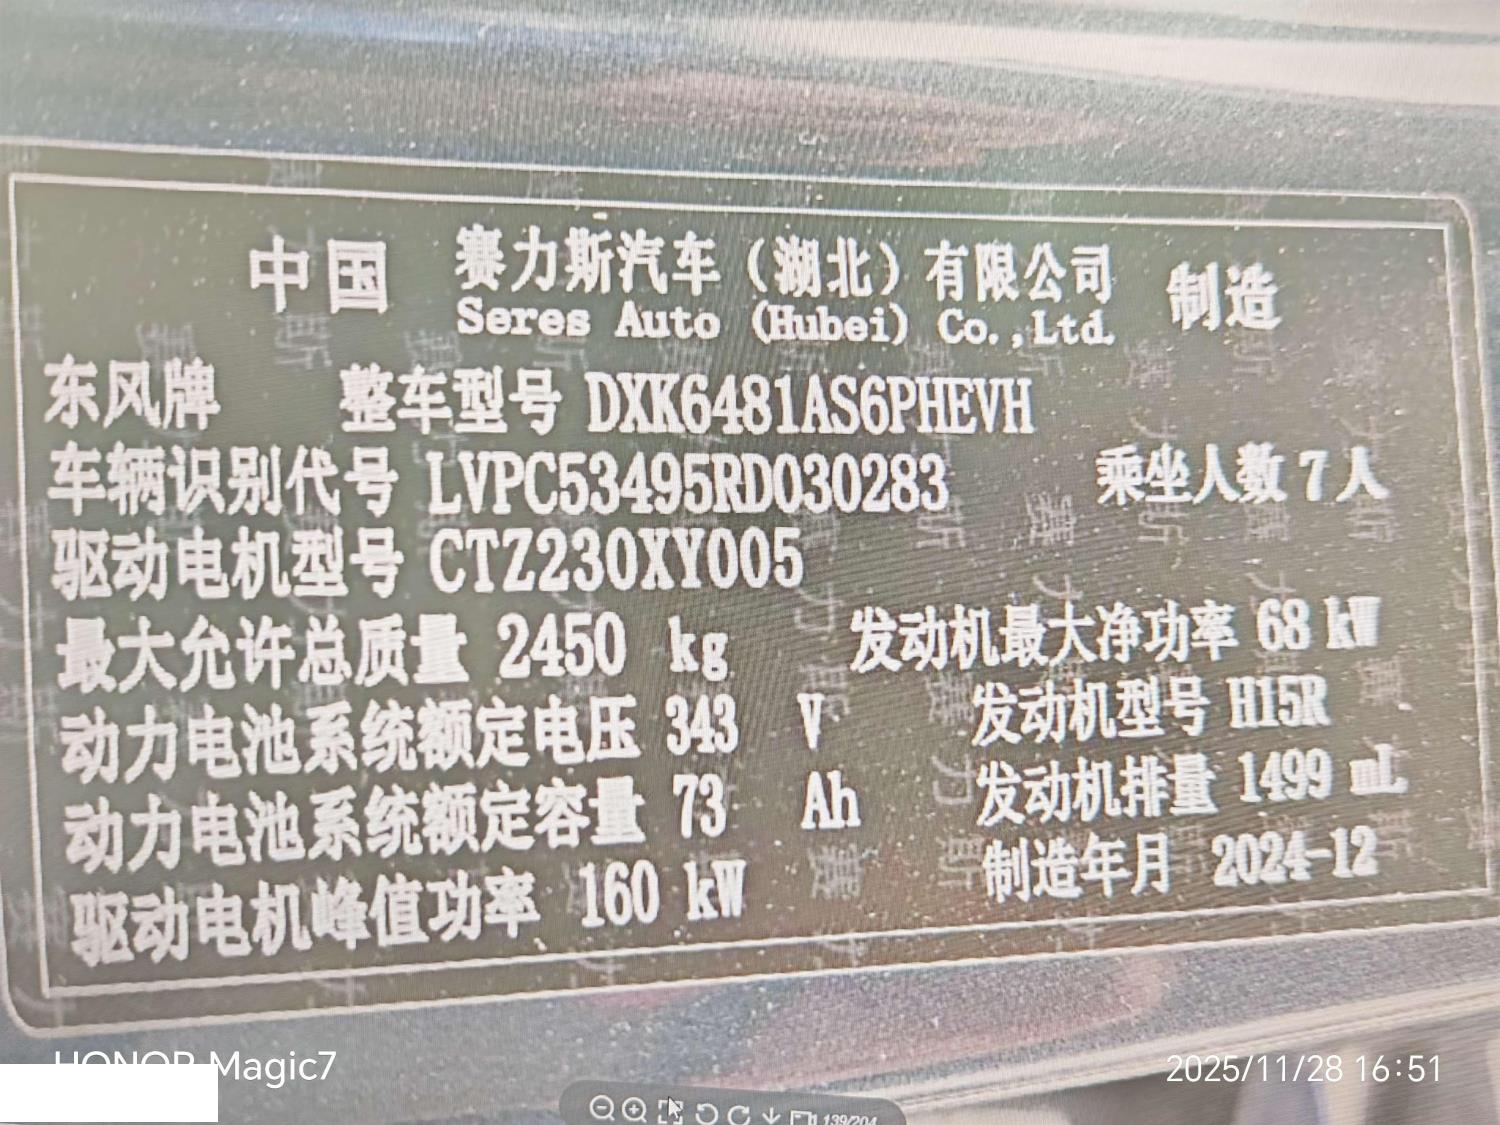 中国 赛力斯汽车（湖北）有限公司 制造
Seres Auto (Hubei) Co.,Ltd.
东风牌 整车型号 DXK6481AS6PHEVH
车辆识别代号 LVPC53495RD030283 乘坐人数 7 人
驱动电机型号 CTZ230XY005
最大允许总质量 2450 kg 发动机最大净功率 68 kW
动力电池系统额定电压 343 V 发动机型号 H15R
动力电池系统额定容量 73 Ah 发动机排量 1499 mL
驱动电机峰值功率 160 kW 制造年月 2024-12
HONOR Magic7
2025/11/28 16:51
139/204